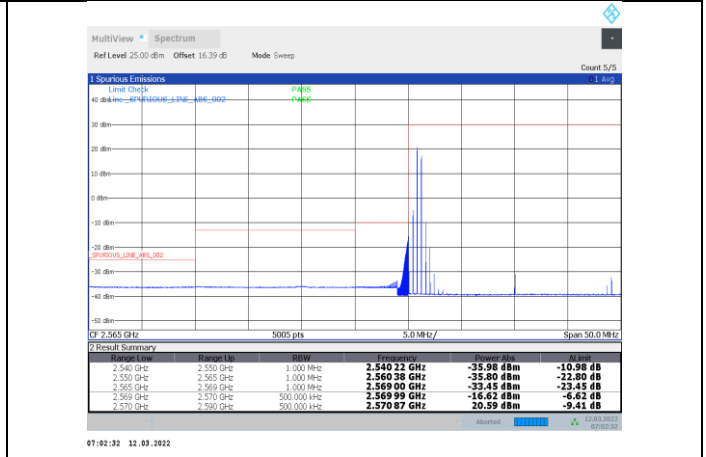 MultiView Spectrum
Ref Level 25.00 dBm Offset 16.39 dB Mode Sweep
Count 5/5
1 Spurious Emissions 1 Avg
Limit Check PASS
40 dBm Line _SPURIOUS_LINE_ABS_002 PASS
30 dBm
20 dBm
10 dBm
0 dBm
-10 dBm
-20 dBm
_SPURIOUS_LINE_ABS_002
-30 dBm
-40 dBm
-50 dBm
CF 2.565 GHz 5005 pts 5.0 MHz/ Span 50.0 MHz
2 Result Summary
Range Low Range Up RBW Frequency Power Abs ΔLimit
2.540 GHz 2.550 GHz 1.000 MHz 2.540 22 GHz -35.98 dBm -10.98 dB
2.550 GHz 2.565 GHz 1.000 MHz 2.560 38 GHz -35.80 dBm -22.80 dB
2.565 GHz 2.569 GHz 1.000 MHz 2.569 00 GHz -33.45 dBm -23.45 dB
2.569 GHz 2.570 GHz 500.000 kHz 2.569 99 GHz -16.62 dBm -6.62 dB
2.570 GHz 2.590 GHz 500.000 kHz 2.570 87 GHz 20.59 dBm -9.41 dB
Aborted 12.03.2022
07:02:32
07:02:32 12.03.2022